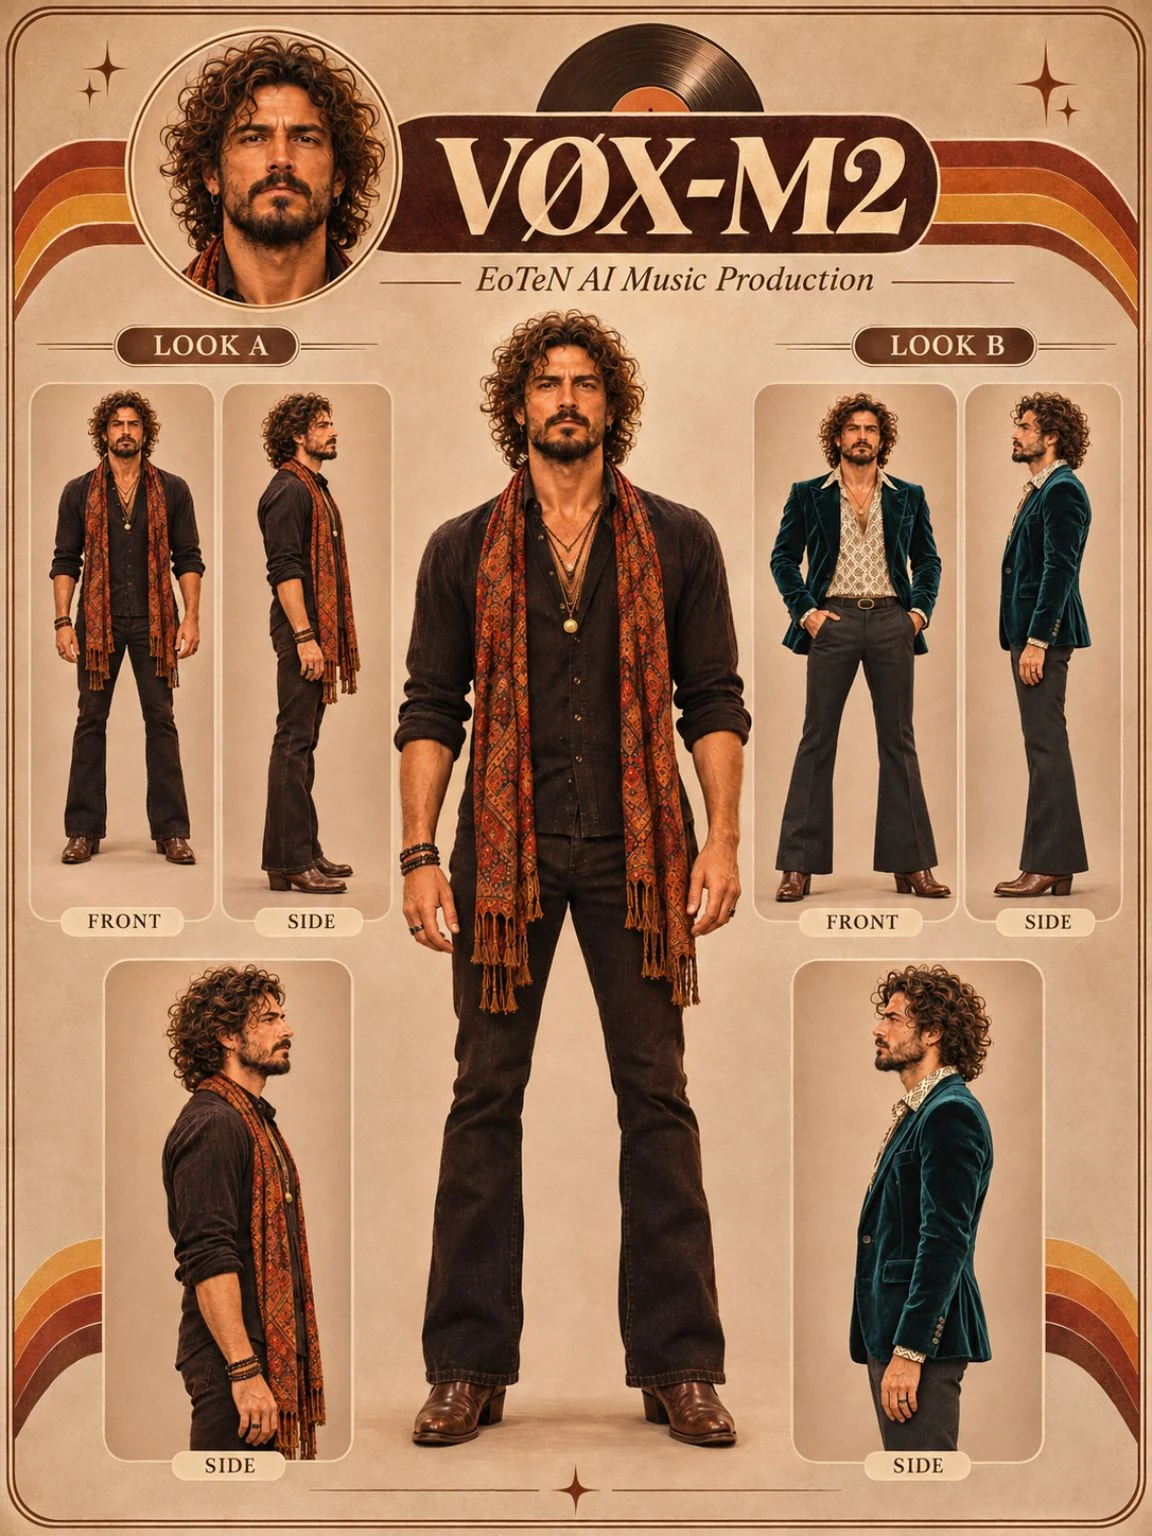 VØX-M2
EoTeN AI Music Production
LOOK A
LOOK B
FRONT
SIDE
FRONT
SIDE
SIDE
SIDE